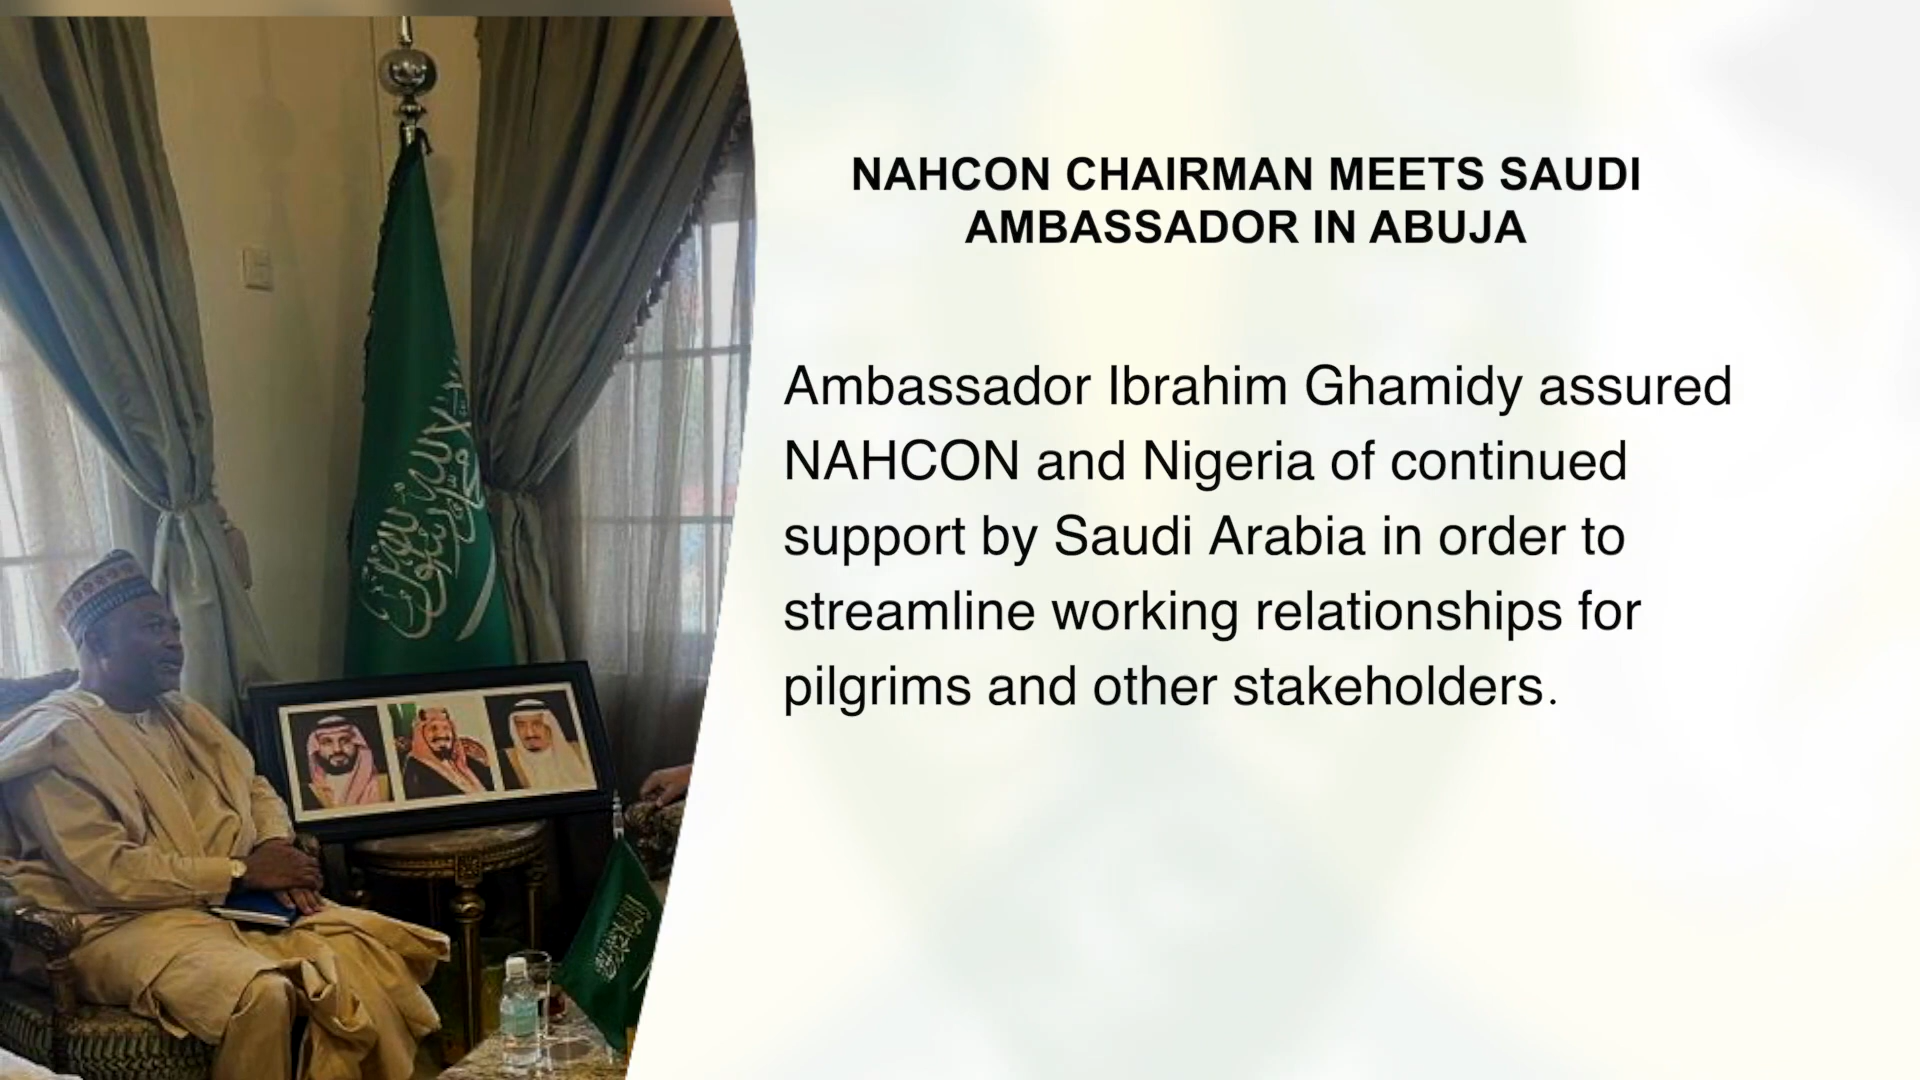 NAHCON CHAIRMAN MEETS SAUDI
AMBASSADOR IN ABUJA
Ambassador Ibrahim Ghamidy assured
NAHCON and Nigeria of continued
support by Saudi Arabia in order to
streamline working relationships for
pilgrims and other stakeholders.